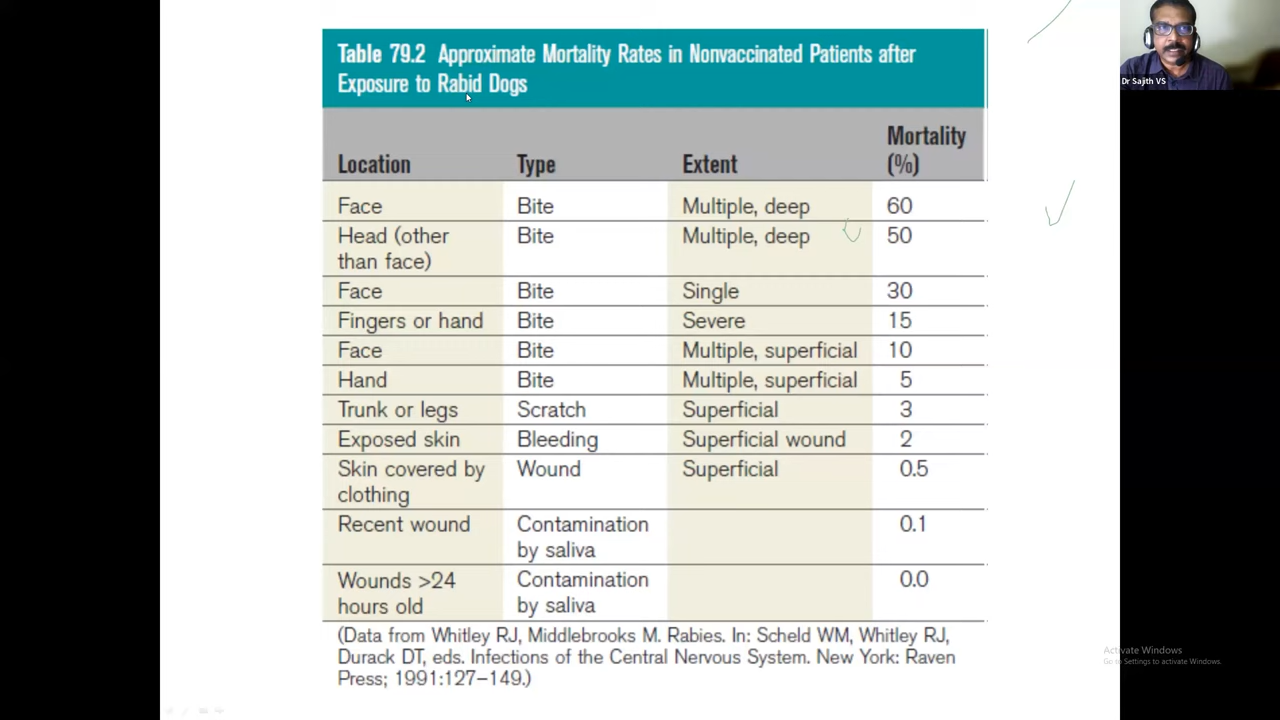 Table 79.2 Approximate Mortality Rates in Nonvaccinated Patients after
Exposure to Rabid Dogs
Location Type Extent Mortality (%)
Face Bite Multiple, deep 60
Head (other than face) Bite Multiple, deep 50
Face Bite Single 30
Fingers or hand Bite Severe 15
Face Bite Multiple, superficial 10
Hand Bite Multiple, superficial 5
Trunk or legs Scratch Superficial 3
Exposed skin Bleeding Superficial wound 2
Skin covered by clothing Wound Superficial 0.5
Recent wound Contamination by saliva 0.1
Wounds >24 hours old Contamination by saliva 0.0
(Data from Whitley RJ, Middlebrooks M. Rabies. In: Scheld WM, Whitley RJ,
Durack DT, eds. Infections of the Central Nervous System. New York: Raven
Press; 1991:127–149.)
Dr Sajith VS
Activate Windows
Go to Settings to activate Windows.